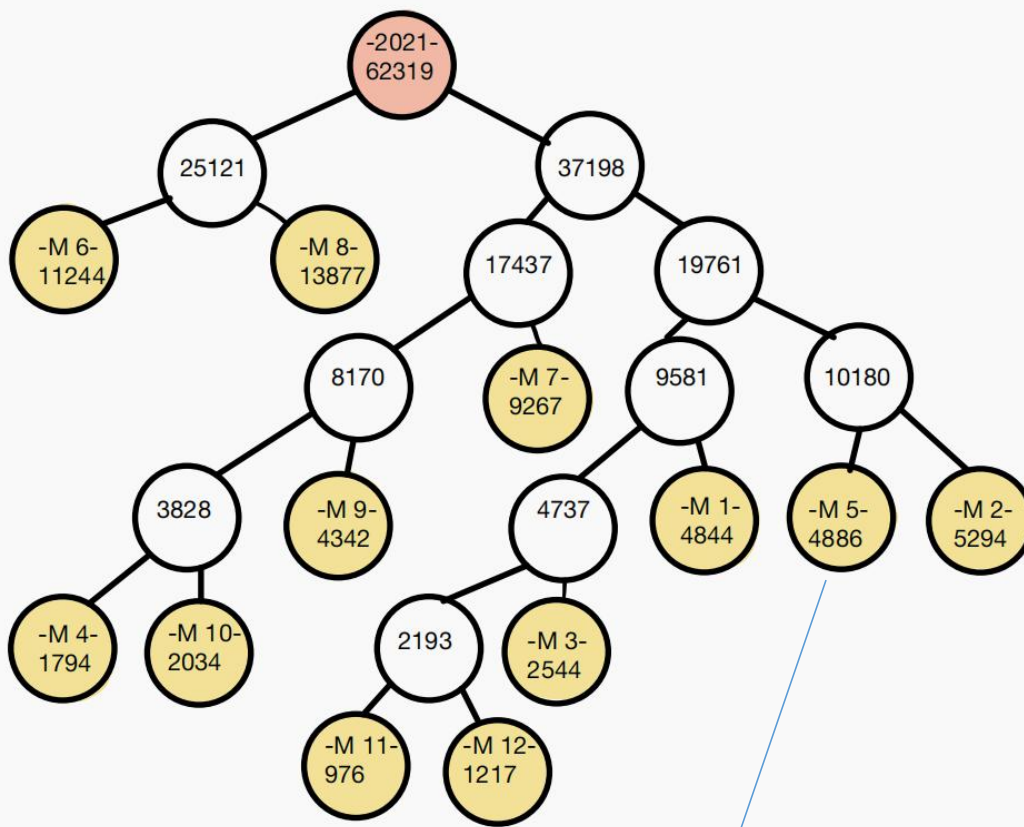 -2021-
62319
25121
37198
-M 6-
11244
-M 8-
13877
17437
19761
8170
-M 7-
9267
9581
10180
3828
-M 9-
4342
4737
-M 1-
4844
-M 5-
4886
-M 2-
5294
-M 4-
1794
-M 10-
2034
2193
-M 3-
2544
-M 11-
976
-M 12-
1217